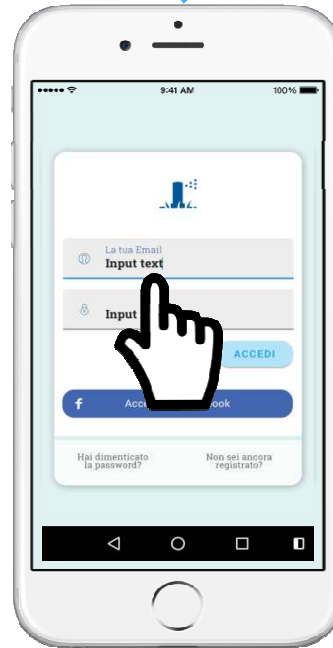 9:41 AM 100%
La tua Email
Input text
Input
ACCEDI
f Acce ook
Hai dimenticato
la password?
Non sei ancora
registrato?